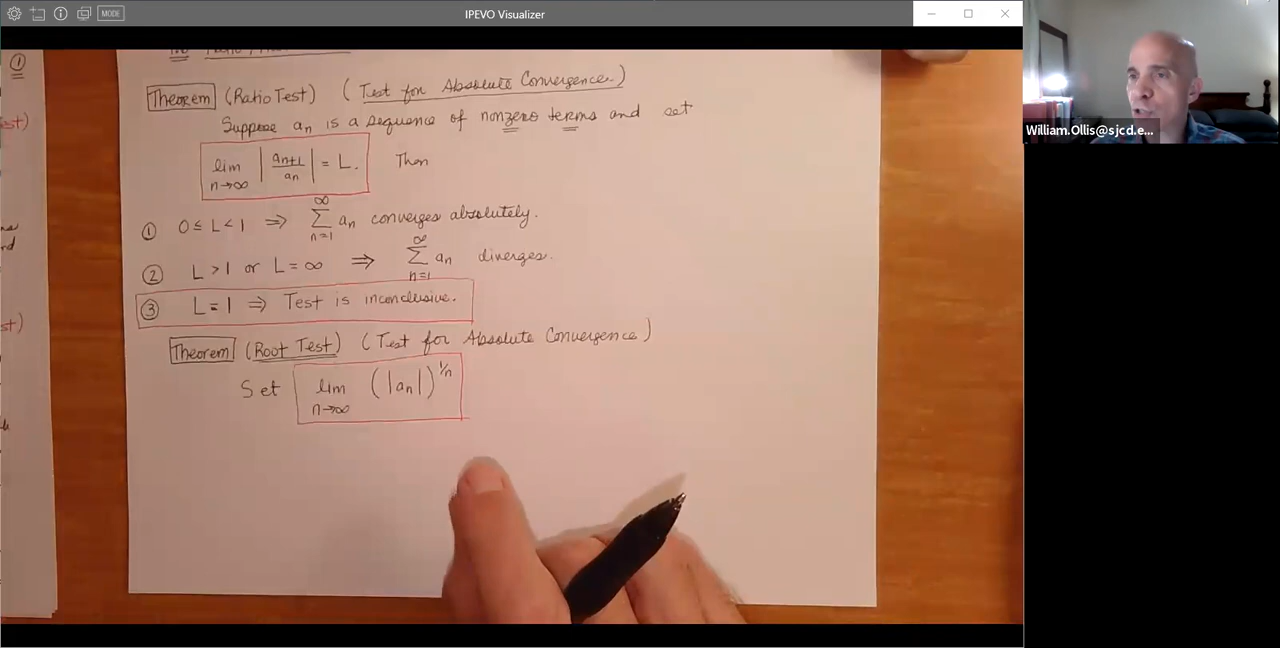 MODE
IPEVO Visualizer
①
Theorem (Ratio Test) (Test for Absolute Convergence)
Suppose aₙ is a sequence of nonzero terms and set
lim n→∞ | aₙ₊₁ / aₙ | = L. Then
① 0 ≤ L < 1 ⇒ ∑ n=1 ∞ aₙ converges absolutely.
② L > 1 or L = ∞ ⇒ ∑ n=1 ∞ aₙ diverges.
③ L = 1 ⇒ Test is inconclusive.
Theorem (Root Test) (Test for Absolute Convergence)
Set lim n→∞ (|aₙ|)^1/n
William.Ollis@sjcd.e...